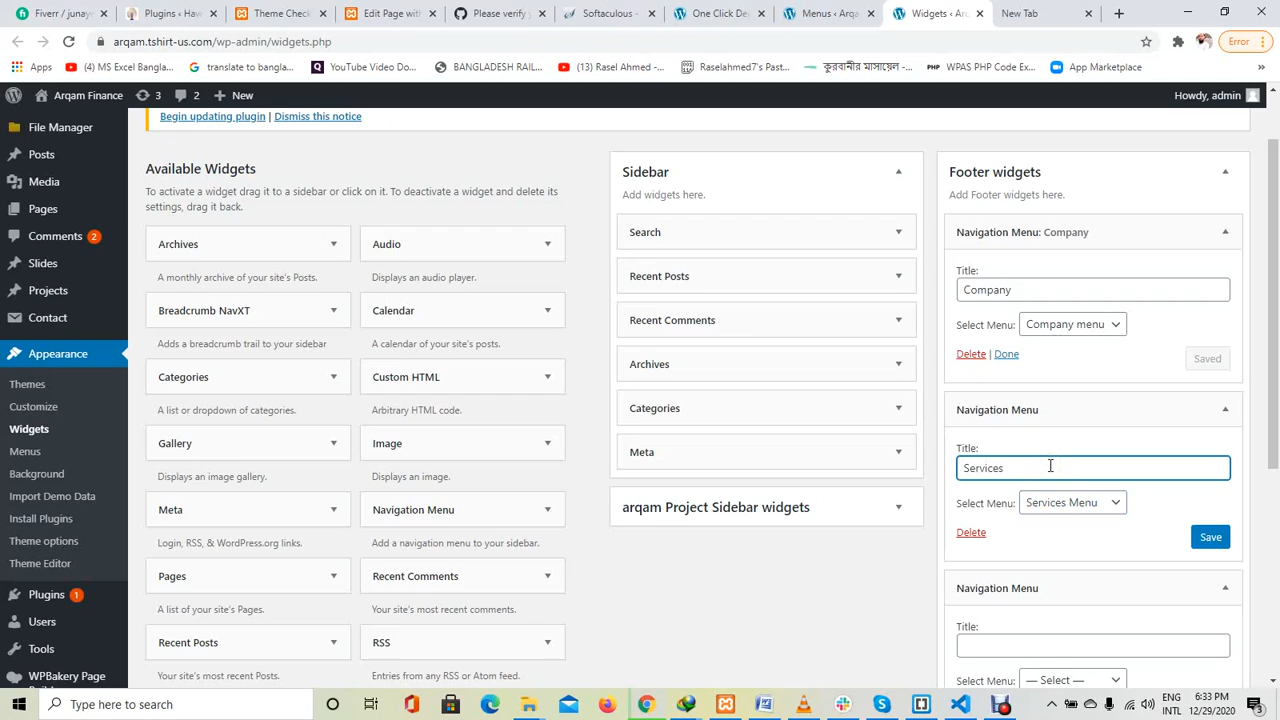 Fiverr / junaye
Plugins ‹ Haw
Theme Check
Edit Page with
Please verify y
Softaculous -
One Click De
Menus ‹ Arqa
Widgets ‹ Arq
New Tab
arqam.tshirt-us.com/wp-admin/widgets.php
Error
Apps
(4) MS Excel Bangla...
translate to bangla...
YouTube Video Do...
BANGLADESH RAIL...
(13) Rasel Ahmed -...
Raselahmed7's Past...
কুরবানীর মাসায়েল -...
WPAS PHP Code Ex...
App Marketplace
Arqam Finance
3
2
New
Howdy, admin
File Manager
Posts
Media
Pages
Comments 2
Slides
Projects
Contact
Appearance
Themes
Customize
Widgets
Menus
Background
Import Demo Data
Install Plugins
Theme options
Theme Editor
Plugins 1
Users
Tools
WPBakery Page
Begin updating plugin | Dismiss this notice
Available Widgets
To activate a widget drag it to a sidebar or click on it. To deactivate a widget and delete its
settings, drag it back.
Archives
A monthly archive of your site's Posts.
Audio
Displays an audio player.
Breadcrumb NavXT
Adds a breadcrumb trail to your sidebar
Calendar
A calendar of your site's posts.
Categories
A list or dropdown of categories.
Custom HTML
Arbitrary HTML code.
Gallery
Displays an image gallery.
Image
Displays an image.
Meta
Login, RSS, & WordPress.org links.
Navigation Menu
Add a navigation menu to your sidebar.
Pages
A list of your site's Pages.
Recent Comments
Your site's most recent comments.
Recent Posts
Your site's most recent posts.
RSS
Entries from any RSS or Atom feed.
Sidebar
Add widgets here.
Search
Recent Posts
Recent Comments
Archives
Categories
Meta
arqam Project Sidebar widgets
Footer widgets
Add Footer widgets here.
Navigation Menu: Company
Title:
Company
Select Menu: Company menu
Delete | Done
Saved
Navigation Menu
Title:
Services
Select Menu: Services Menu
Delete
Save
Navigation Menu
Title:
Select Menu: — Select —
Type here to search
ENG
INTL
6:33 PM
12/29/2020
3